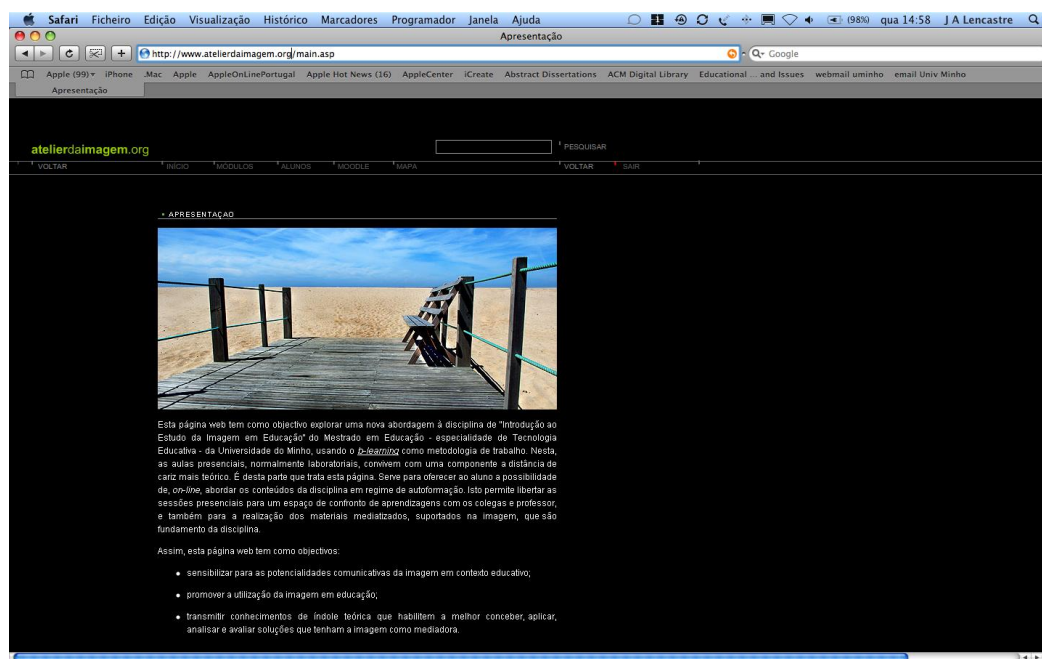 Safari Ficheiro Edição Visualização Histórico Marcadores Programador Janela Ajuda (98%) qua 14:58 J A Lencastre
Apresentação
http://www.atelierdaimagem.org/main.asp Google
Apple (99) iPhone .Mac Apple AppleOnLinePortugal Apple Hot News (16) AppleCenter iCreate Abstract Dissertations ACM Digital Library Educational ... and Issues webmail uminho email Univ Minho
Apresentação
atelierdaimagem.org PESQUISAR
VOLTAR INÍCIO MÓDULOS ALUNOS MOODLE MAPA VOLTAR SAIR
APRESENTAÇAO
Esta página web tem como objectivo explorar uma nova abordagem à disciplina de "Introdução ao
Estudo da Imagem em Educação" do Mestrado em Educação - especialidade de Tecnologia
Educativa - da Universidade do Minho, usando o b-learning como metodologia de trabalho. Nesta,
as aulas presenciais, normalmente laboratoriais, convivem com uma componente a distância de
cariz mais teórico. É desta parte que trata esta página. Serve para oferecer ao aluno a possibilidade
de, on-line, abordar os conteúdos da disciplina em regime de autoformação. Isto permite libertar as
sessões presenciais para um espaço de confronto de aprendizagens com os colegas e professor,
e também para a realização dos materiais mediatizados, suportados na imagem, que são
fundamento da disciplina.
Assim, esta página web tem como objectivos:
• sensibilizar para as potencialidades comunicativas da imagem em contexto educativo;
• promover a utilização da imagem em educação;
• transmitir conhecimentos de índole teórica que habilitem a melhor conceber, aplicar,
analisar e avaliar soluções que tenham a imagem como mediadora.